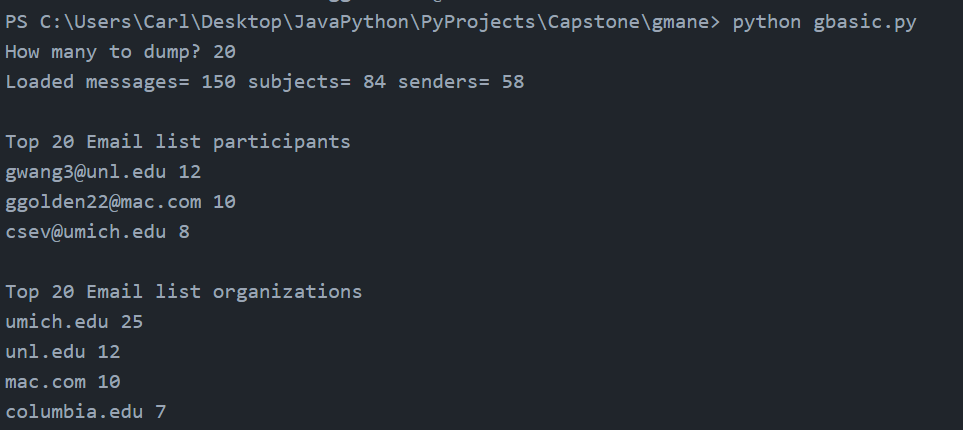 PS C:\Users\Carl\Desktop\JavaPython\PyProjects\Capstone\gmane> python gbasic.py
How many to dump? 20
Loaded messages= 150 subjects= 84 senders= 58
Top 20 Email list participants
gwang3@unl.edu 12
ggolden22@mac.com 10
csev@umich.edu 8
Top 20 Email list organizations
umich.edu 25
unl.edu 12
mac.com 10
columbia.edu 7